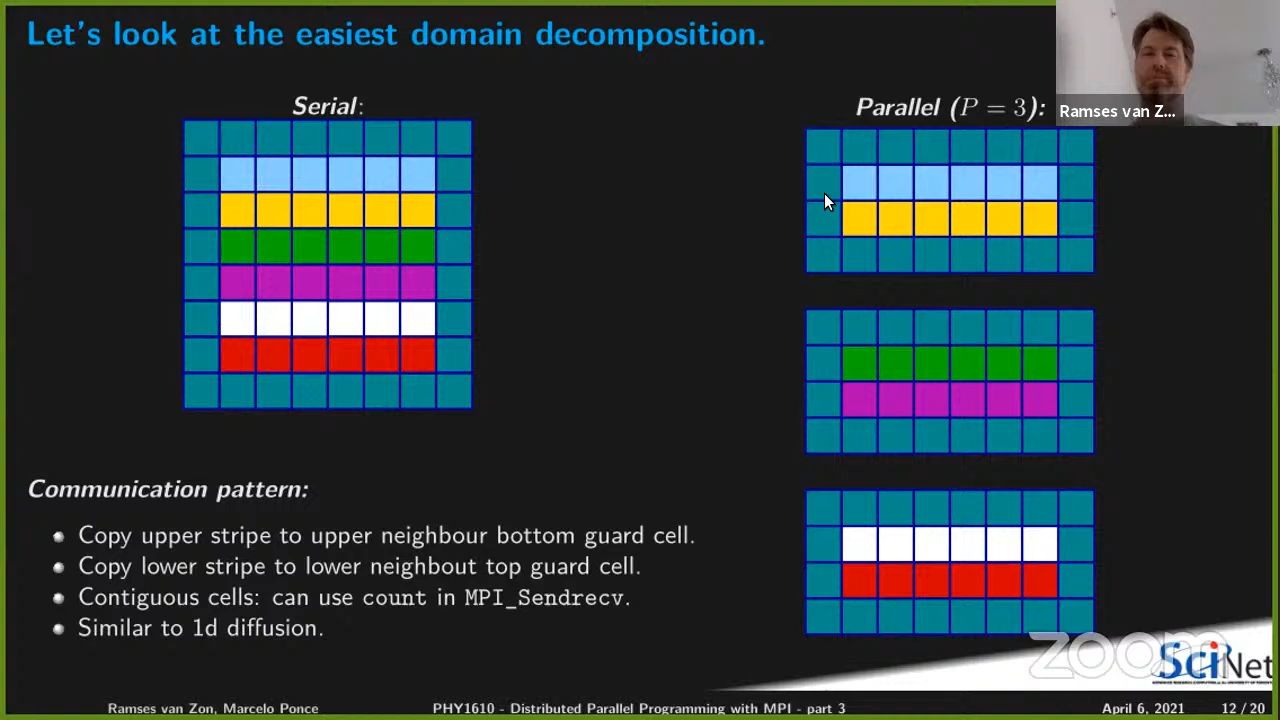 Let's look at the easiest domain decomposition.
Serial:
Parallel (P = 3):
Ramses van Z...
Communication pattern:
Copy upper stripe to upper neighbour bottom guard cell.
Copy lower stripe to lower neighbout top guard cell.
Contiguous cells: can use count in MPI_Sendrecv.
Similar to 1d diffusion.
zoom
SciNet
Ramses van Zon, Marcelo Ponce
PHY1610 - Distributed Parallel Programming with MPI - part 3
April 6, 2021
12 / 20